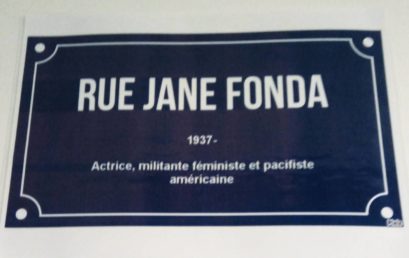 RUE JANE FONDA
1937-
Actrice, militante féministe et pacifiste
américaine